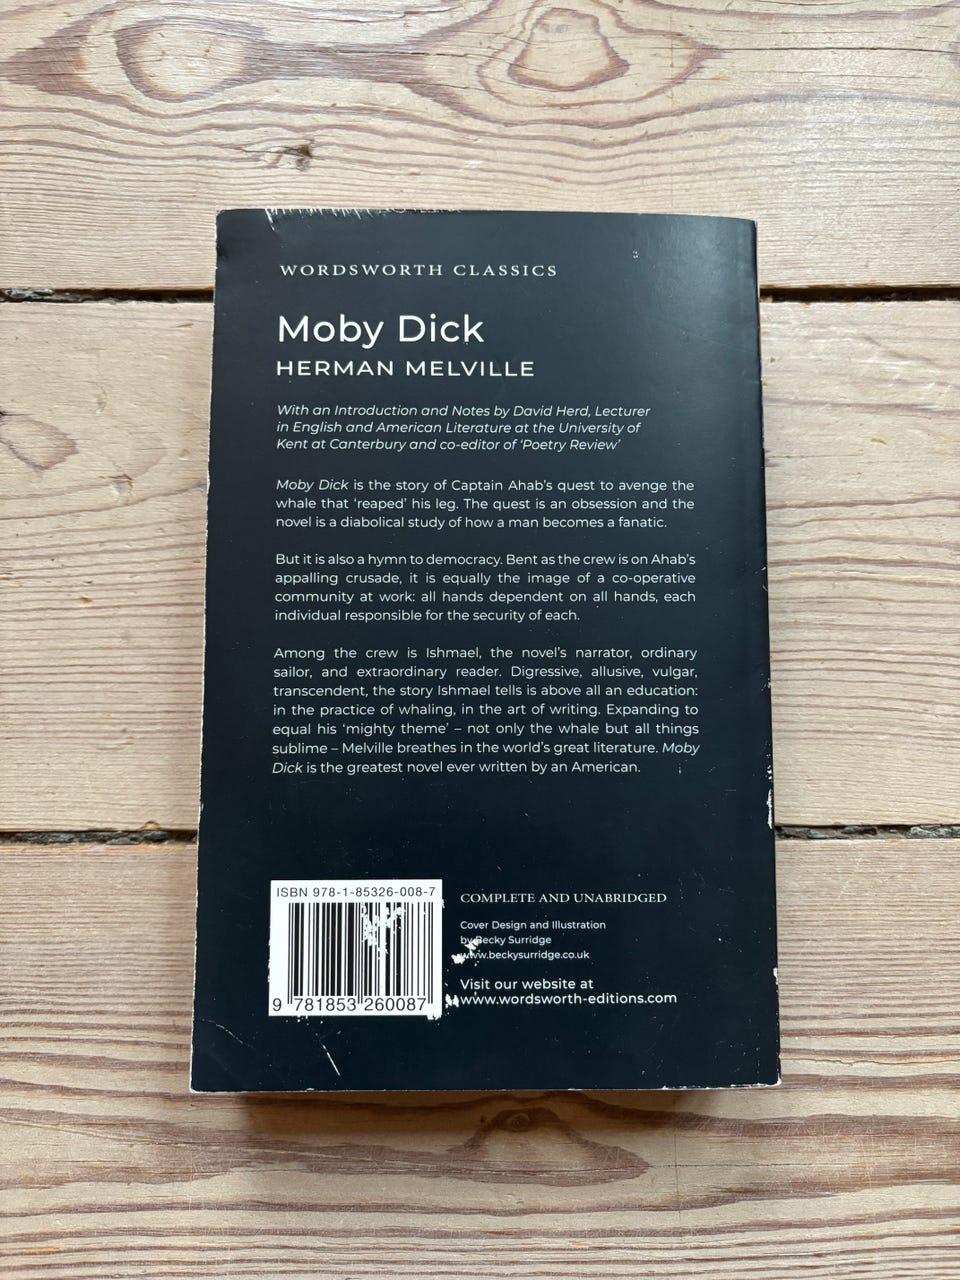 WORDSWORTH CLASSICS
Moby Dick
HERMAN MELVILLE
With an Introduction and Notes by David Herd, Lecturer
in English and American Literature at the University of
Kent at Canterbury and co-editor of ‘Poetry Review’
Moby Dick is the story of Captain Ahab’s quest to avenge the
whale that ‘reaped’ his leg. The quest is an obsession and the
novel is a diabolical study of how a man becomes a fanatic.
But it is also a hymn to democracy. Bent as the crew is on Ahab’s
appalling crusade, it is equally the image of a co-operative
community at work: all hands dependent on all hands, each
individual responsible for the security of each.
Among the crew is Ishmael, the novel’s narrator, ordinary
sailor, and extraordinary reader. Digressive, allusive, vulgar,
transcendent, the story Ishmael tells is above all an education:
in the practice of whaling, in the art of writing. Expanding to
equal his ‘mighty theme’ – not only the whale but all things
sublime – Melville breathes in the world’s great literature. Moby
Dick is the greatest novel ever written by an American.
ISBN 978-1-85326-008-7
9 781853 260087
COMPLETE AND UNABRIDGED
Cover Design and Illustration
by Becky Surridge
www.beckysurridge.co.uk
Visit our website at
www.wordsworth-editions.com